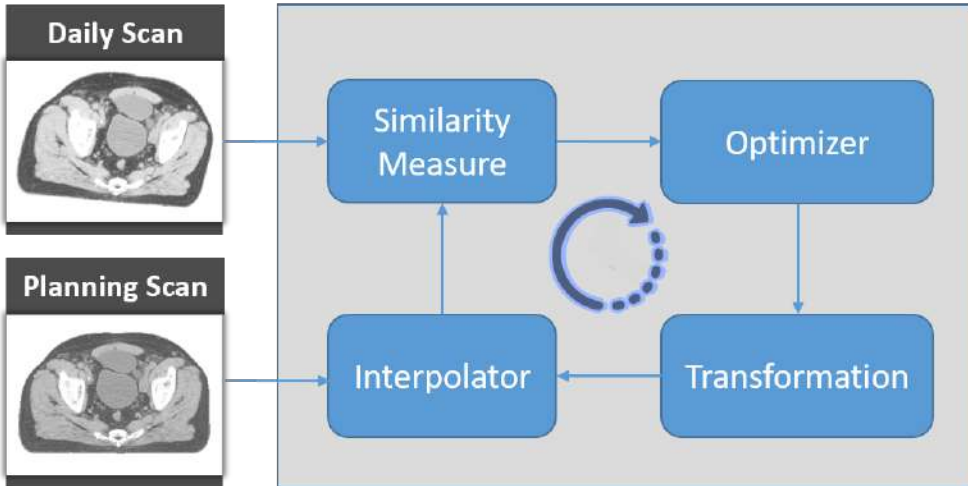 Daily Scan
Similarity
Measure
Optimizer
Planning Scan
Interpolator
Transformation